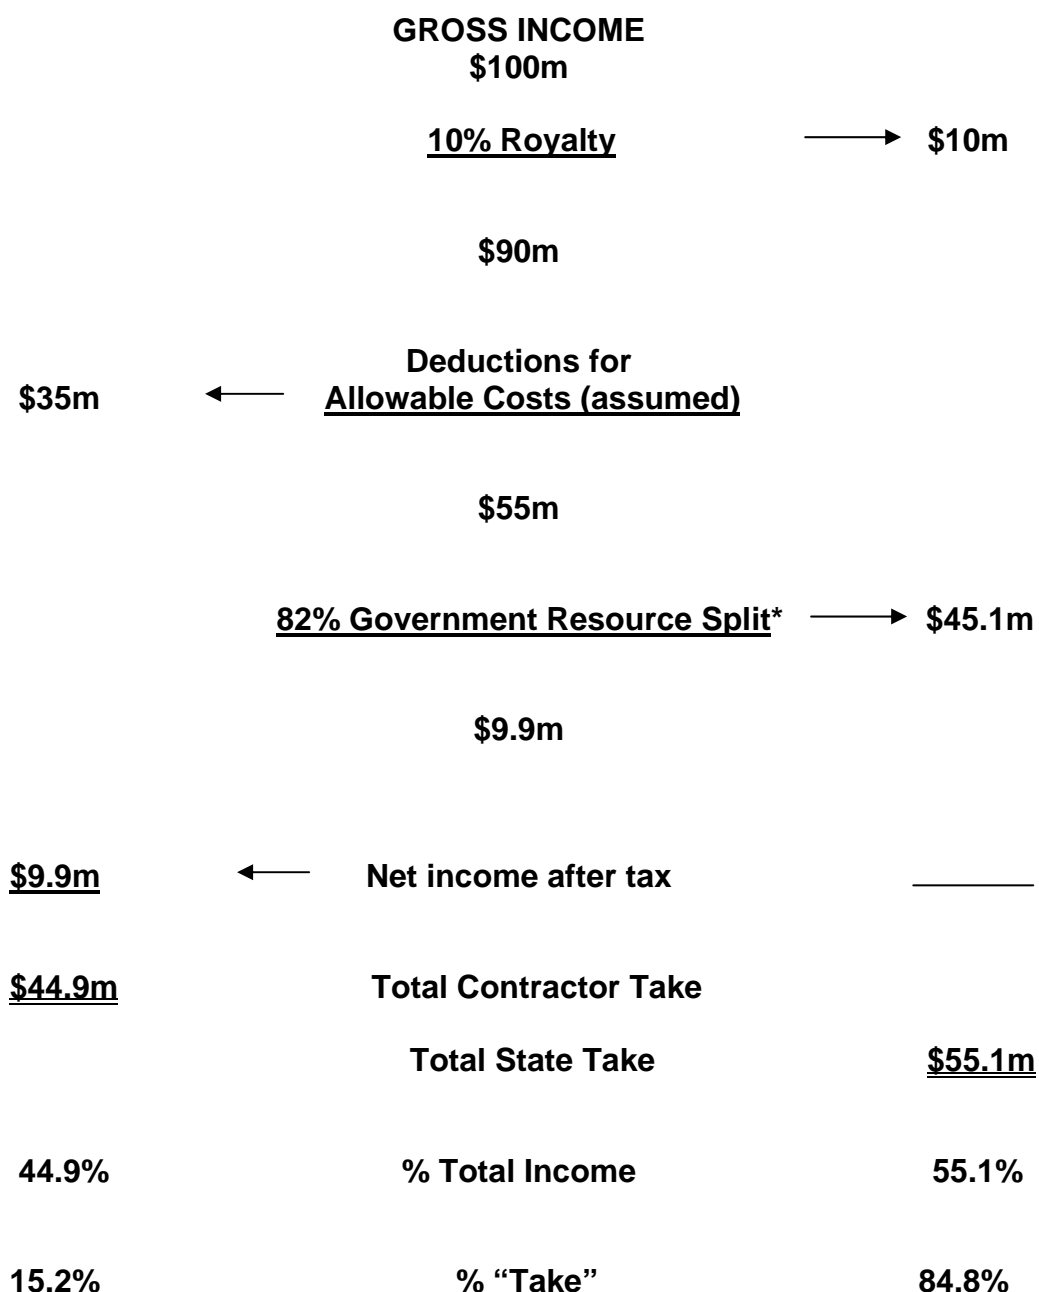 GROSS INCOME
$100m
10% Royalty $10m
$90m
Deductions for
$35m Allowable Costs (assumed)
$55m
82% Government Resource Split* $45.1m
$9.9m
$9.9m Net income after tax
$44.9m Total Contractor Take
Total State Take $55.1m
44.9% % Total Income 55.1%
15.2% % “Take” 84.8%